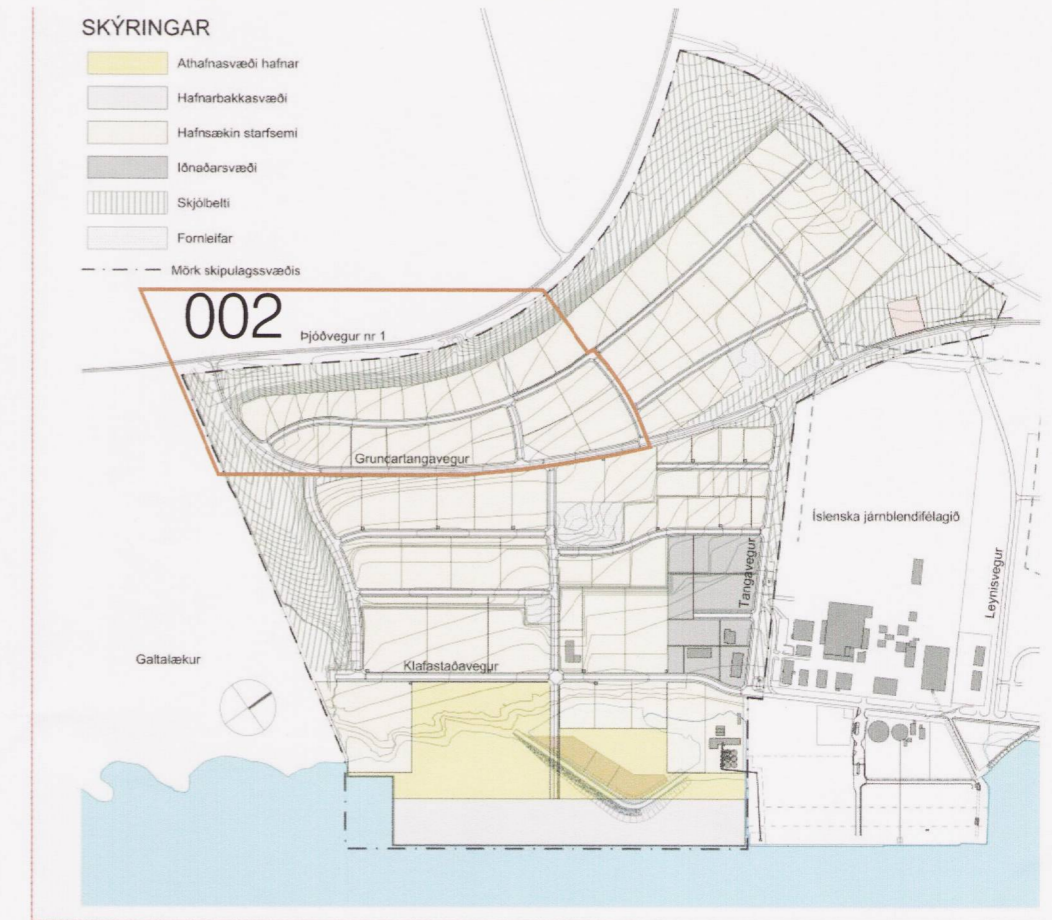 SKÝRINGAR
Athafnasvæði hafnar
Hafnarbakkasvæði
Hafnsækin starfsemi
Iðnaðarsvæði
Skjólbelti
Fornleifar
Mörk skipulagssvæðis
002
Þjóðvegur nr 1
Grundartangavegur
Íslenska járnblendifélagið
Tangavegur
Leynisvegur
Galtalækur
Klafastaðavegur